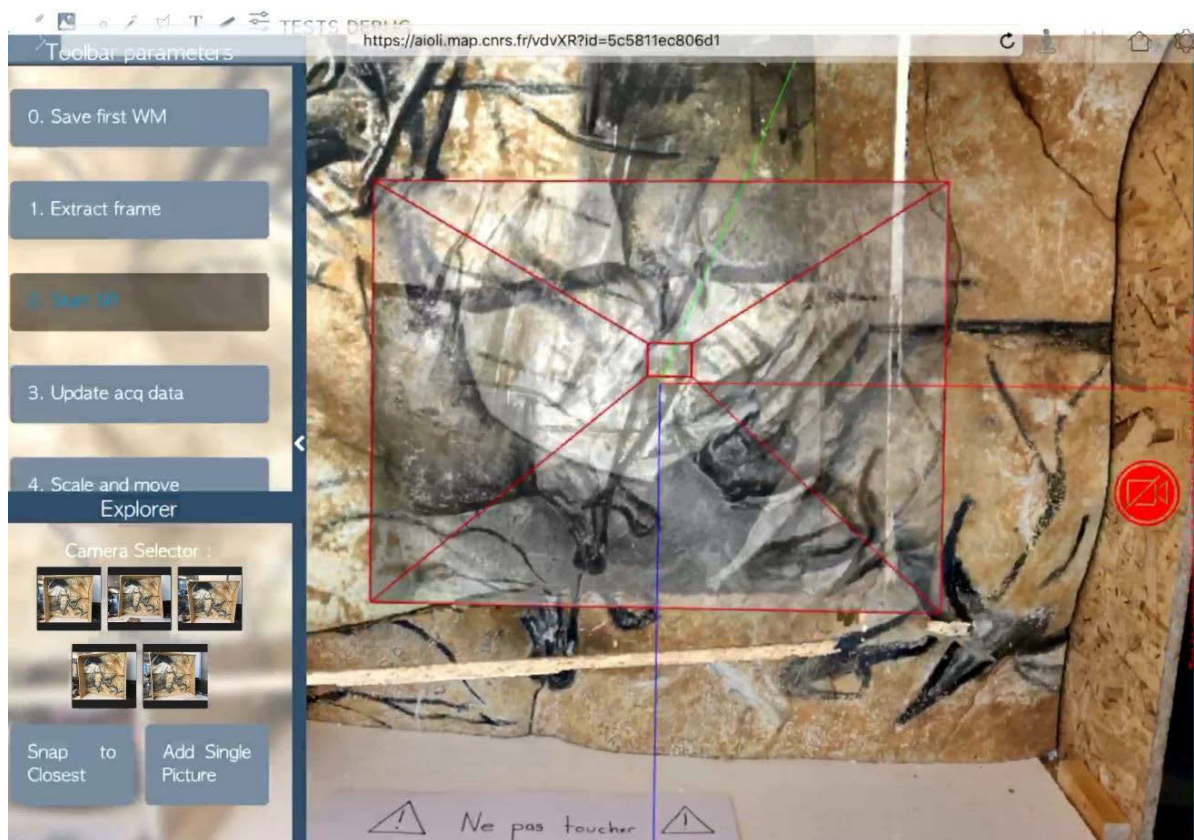 TESTS DEBUG
https://aioli.map.cnrs.fr/vdvXR?id=5c5811ec806d1
Toolbar parameters
0. Save first WM
1. Extract frame
3. Update acq data
4. Scale and move
Explorer
Camera Selector :
Snap to
Closest
Add Single
Picture
Ne pas toucher